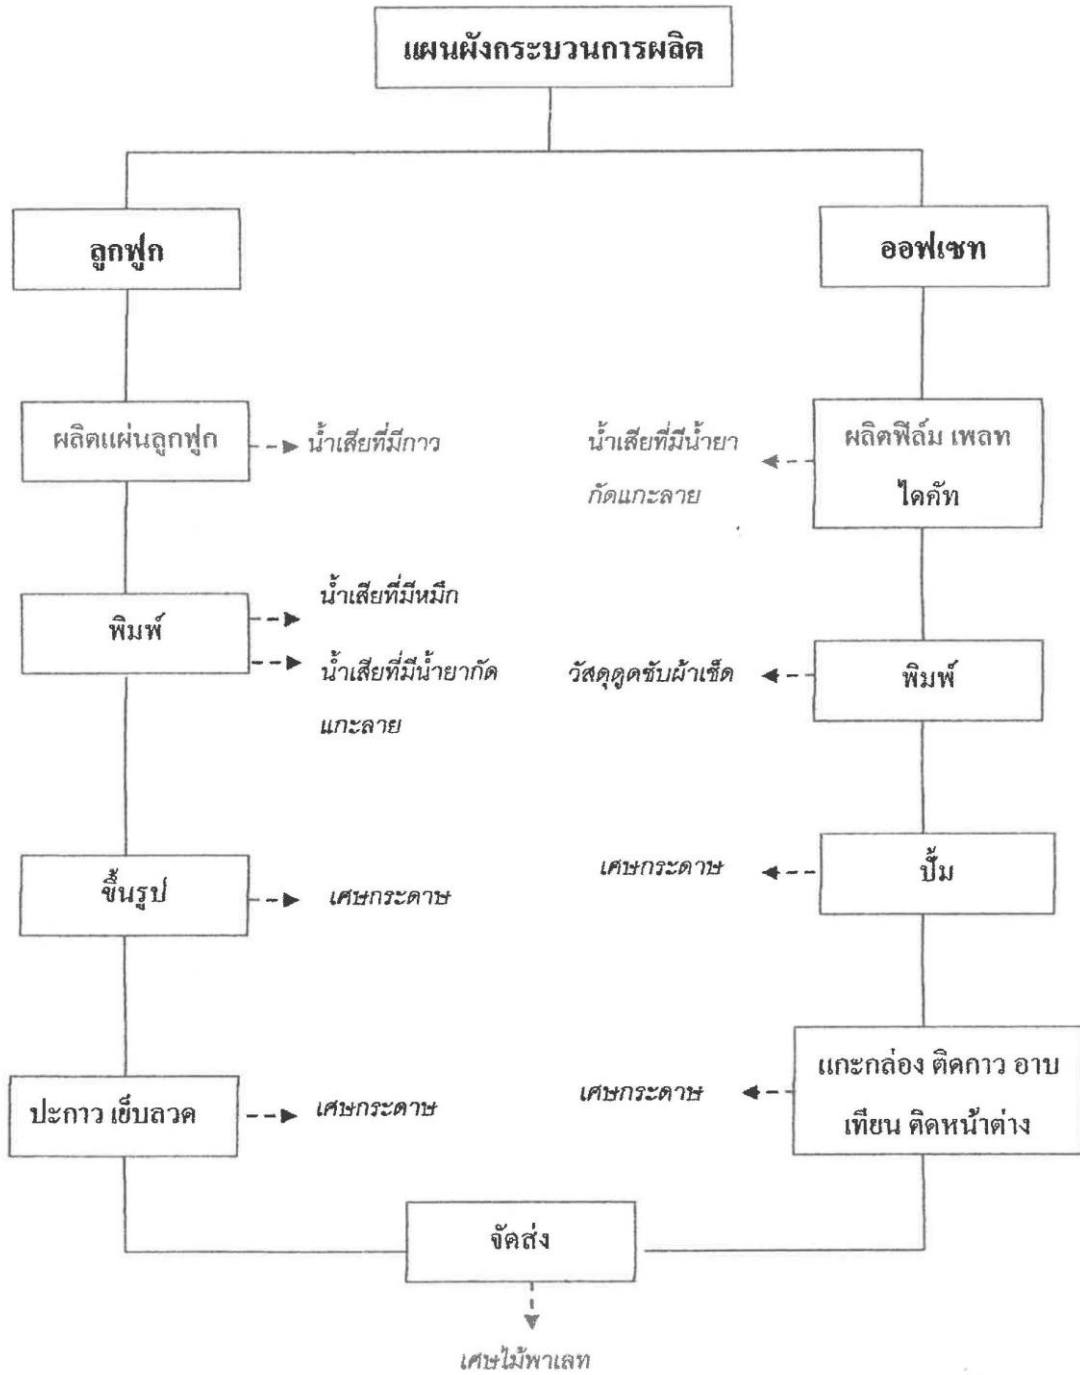 แผนผังกระบวนการผลิต
ลูกฟูก
ออฟเซท
ผลิตแผ่นลูกฟูก
น้ำเสียที่มีกาว
น้ำเสียที่มีน้ำยา
กัดแกะลาย
ผลิตฟิล์ม เพลท
ไดคัท
พิมพ์
น้ำเสียที่มีหมึก
น้ำเสียที่มีน้ำยากัด
แกะลาย
วัสดุดูดซับผ้าเช็ด
พิมพ์
ขึ้นรูป
เศษกระดาษ
เศษกระดาษ
ปั้ม
ปะกาว เย็บลวด
เศษกระดาษ
เศษกระดาษ
แกะกล่อง ติดกาว อาบ
เทียน ติดหน้าต่าง
จัดส่ง
เศษไม้พาเลท